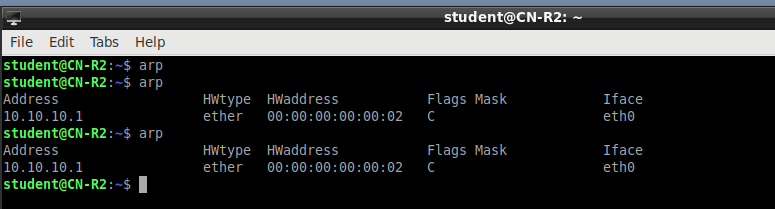 student@CN-R2: ~
File Edit Tabs Help
student@CN-R2:~$ arp
student@CN-R2:~$ arp
Address HWtype HWaddress Flags Mask Iface
10.10.10.1 ether 00:00:00:00:00:02 C eth0
student@CN-R2:~$ arp
Address HWtype HWaddress Flags Mask Iface
10.10.10.1 ether 00:00:00:00:00:02 C eth0
student@CN-R2:~$